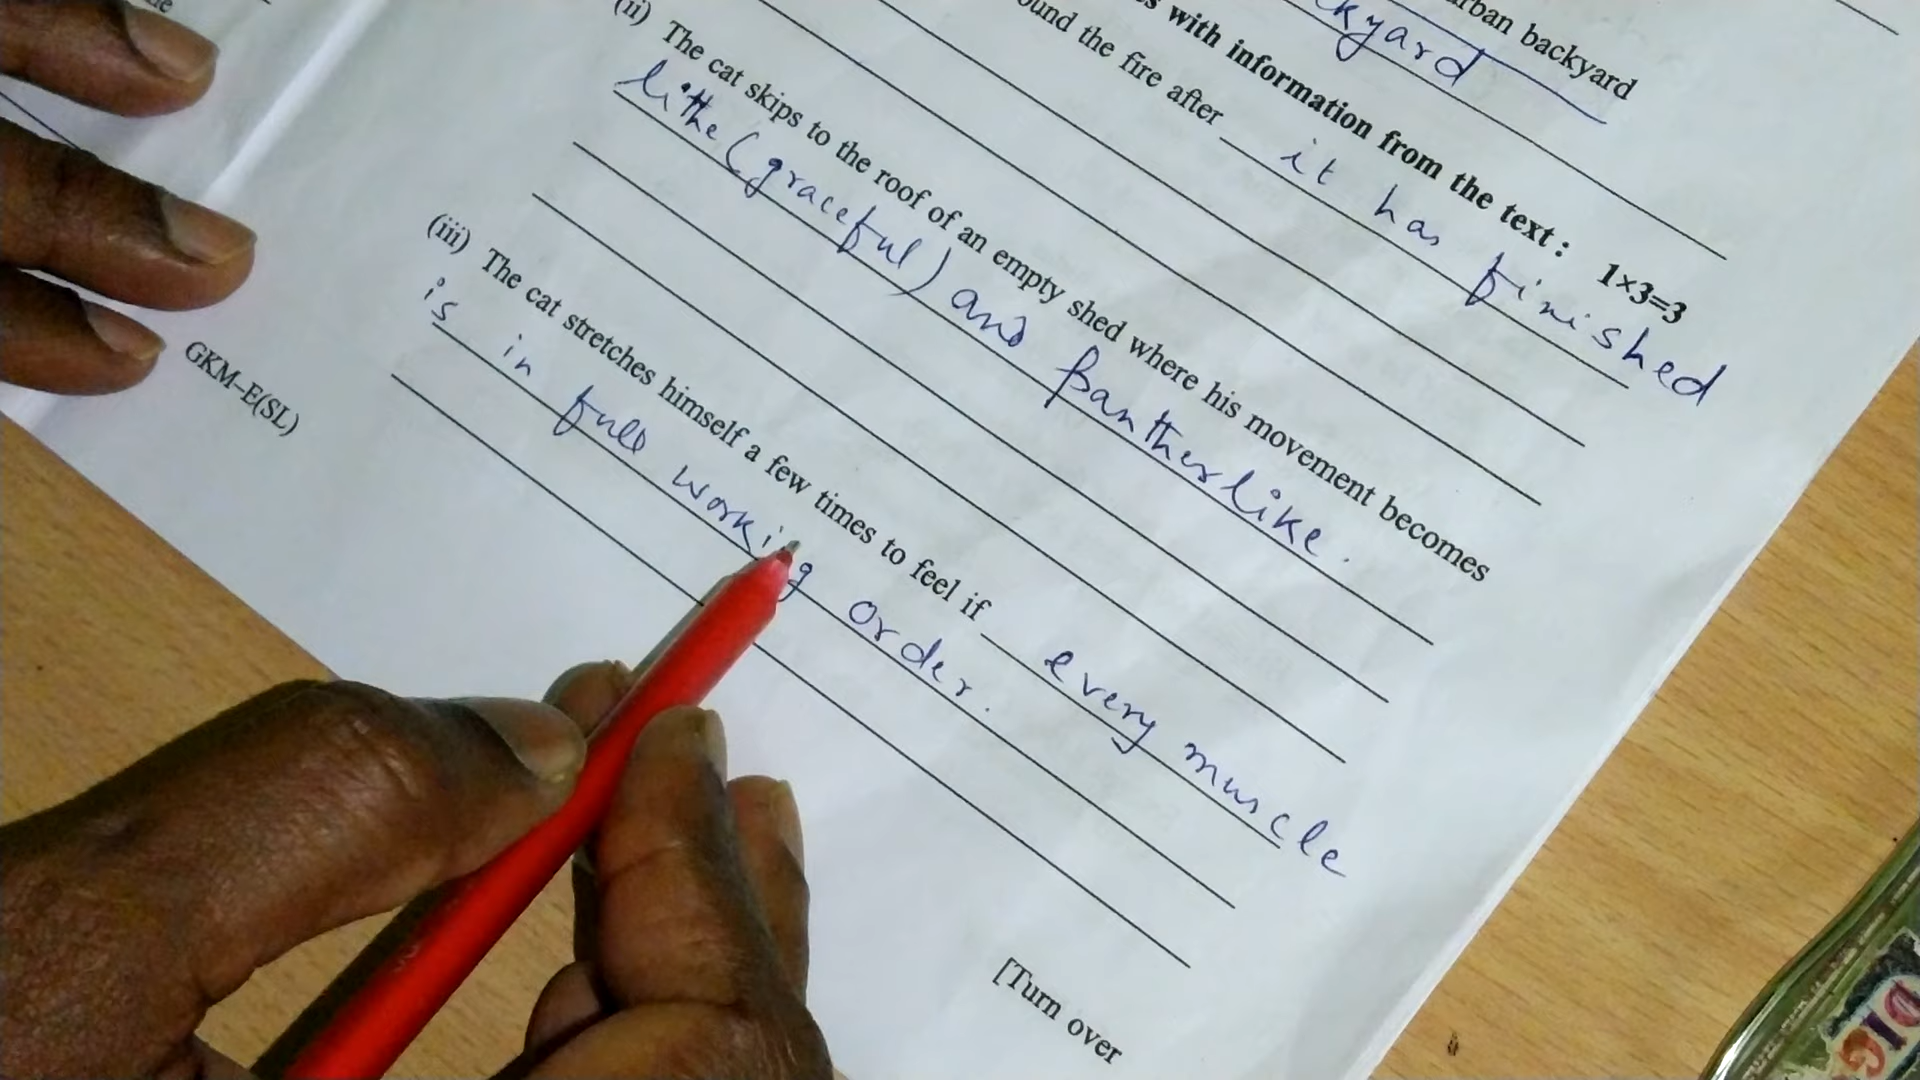 urban backyard
kyard
s with information from the text : 1×3=3
ound the fire after it has finished
(ii) The cat skips to the roof of an empty shed where his movement becomes
lithe (graceful) and Pantherlike.
(iii) The cat stretches himself a few times to feel if every muscle
is in full working order.
GKM–E(SL)
[Turn over